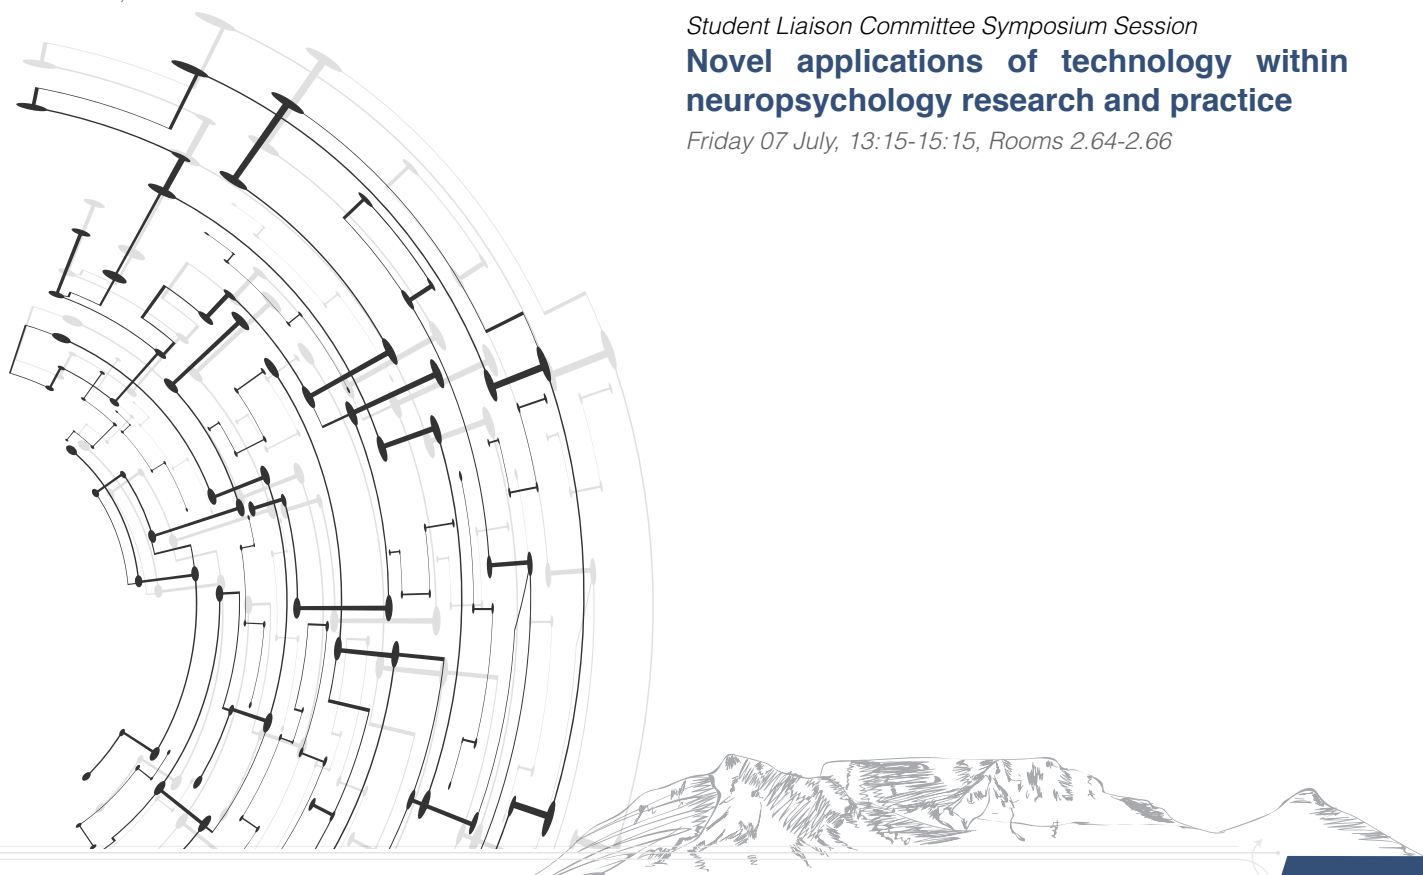 Student Liaison Committee Symposium Session
Novel applications of technology within
neuropsychology research and practice
Friday 07 July, 13:15-15:15, Rooms 2.64-2.66